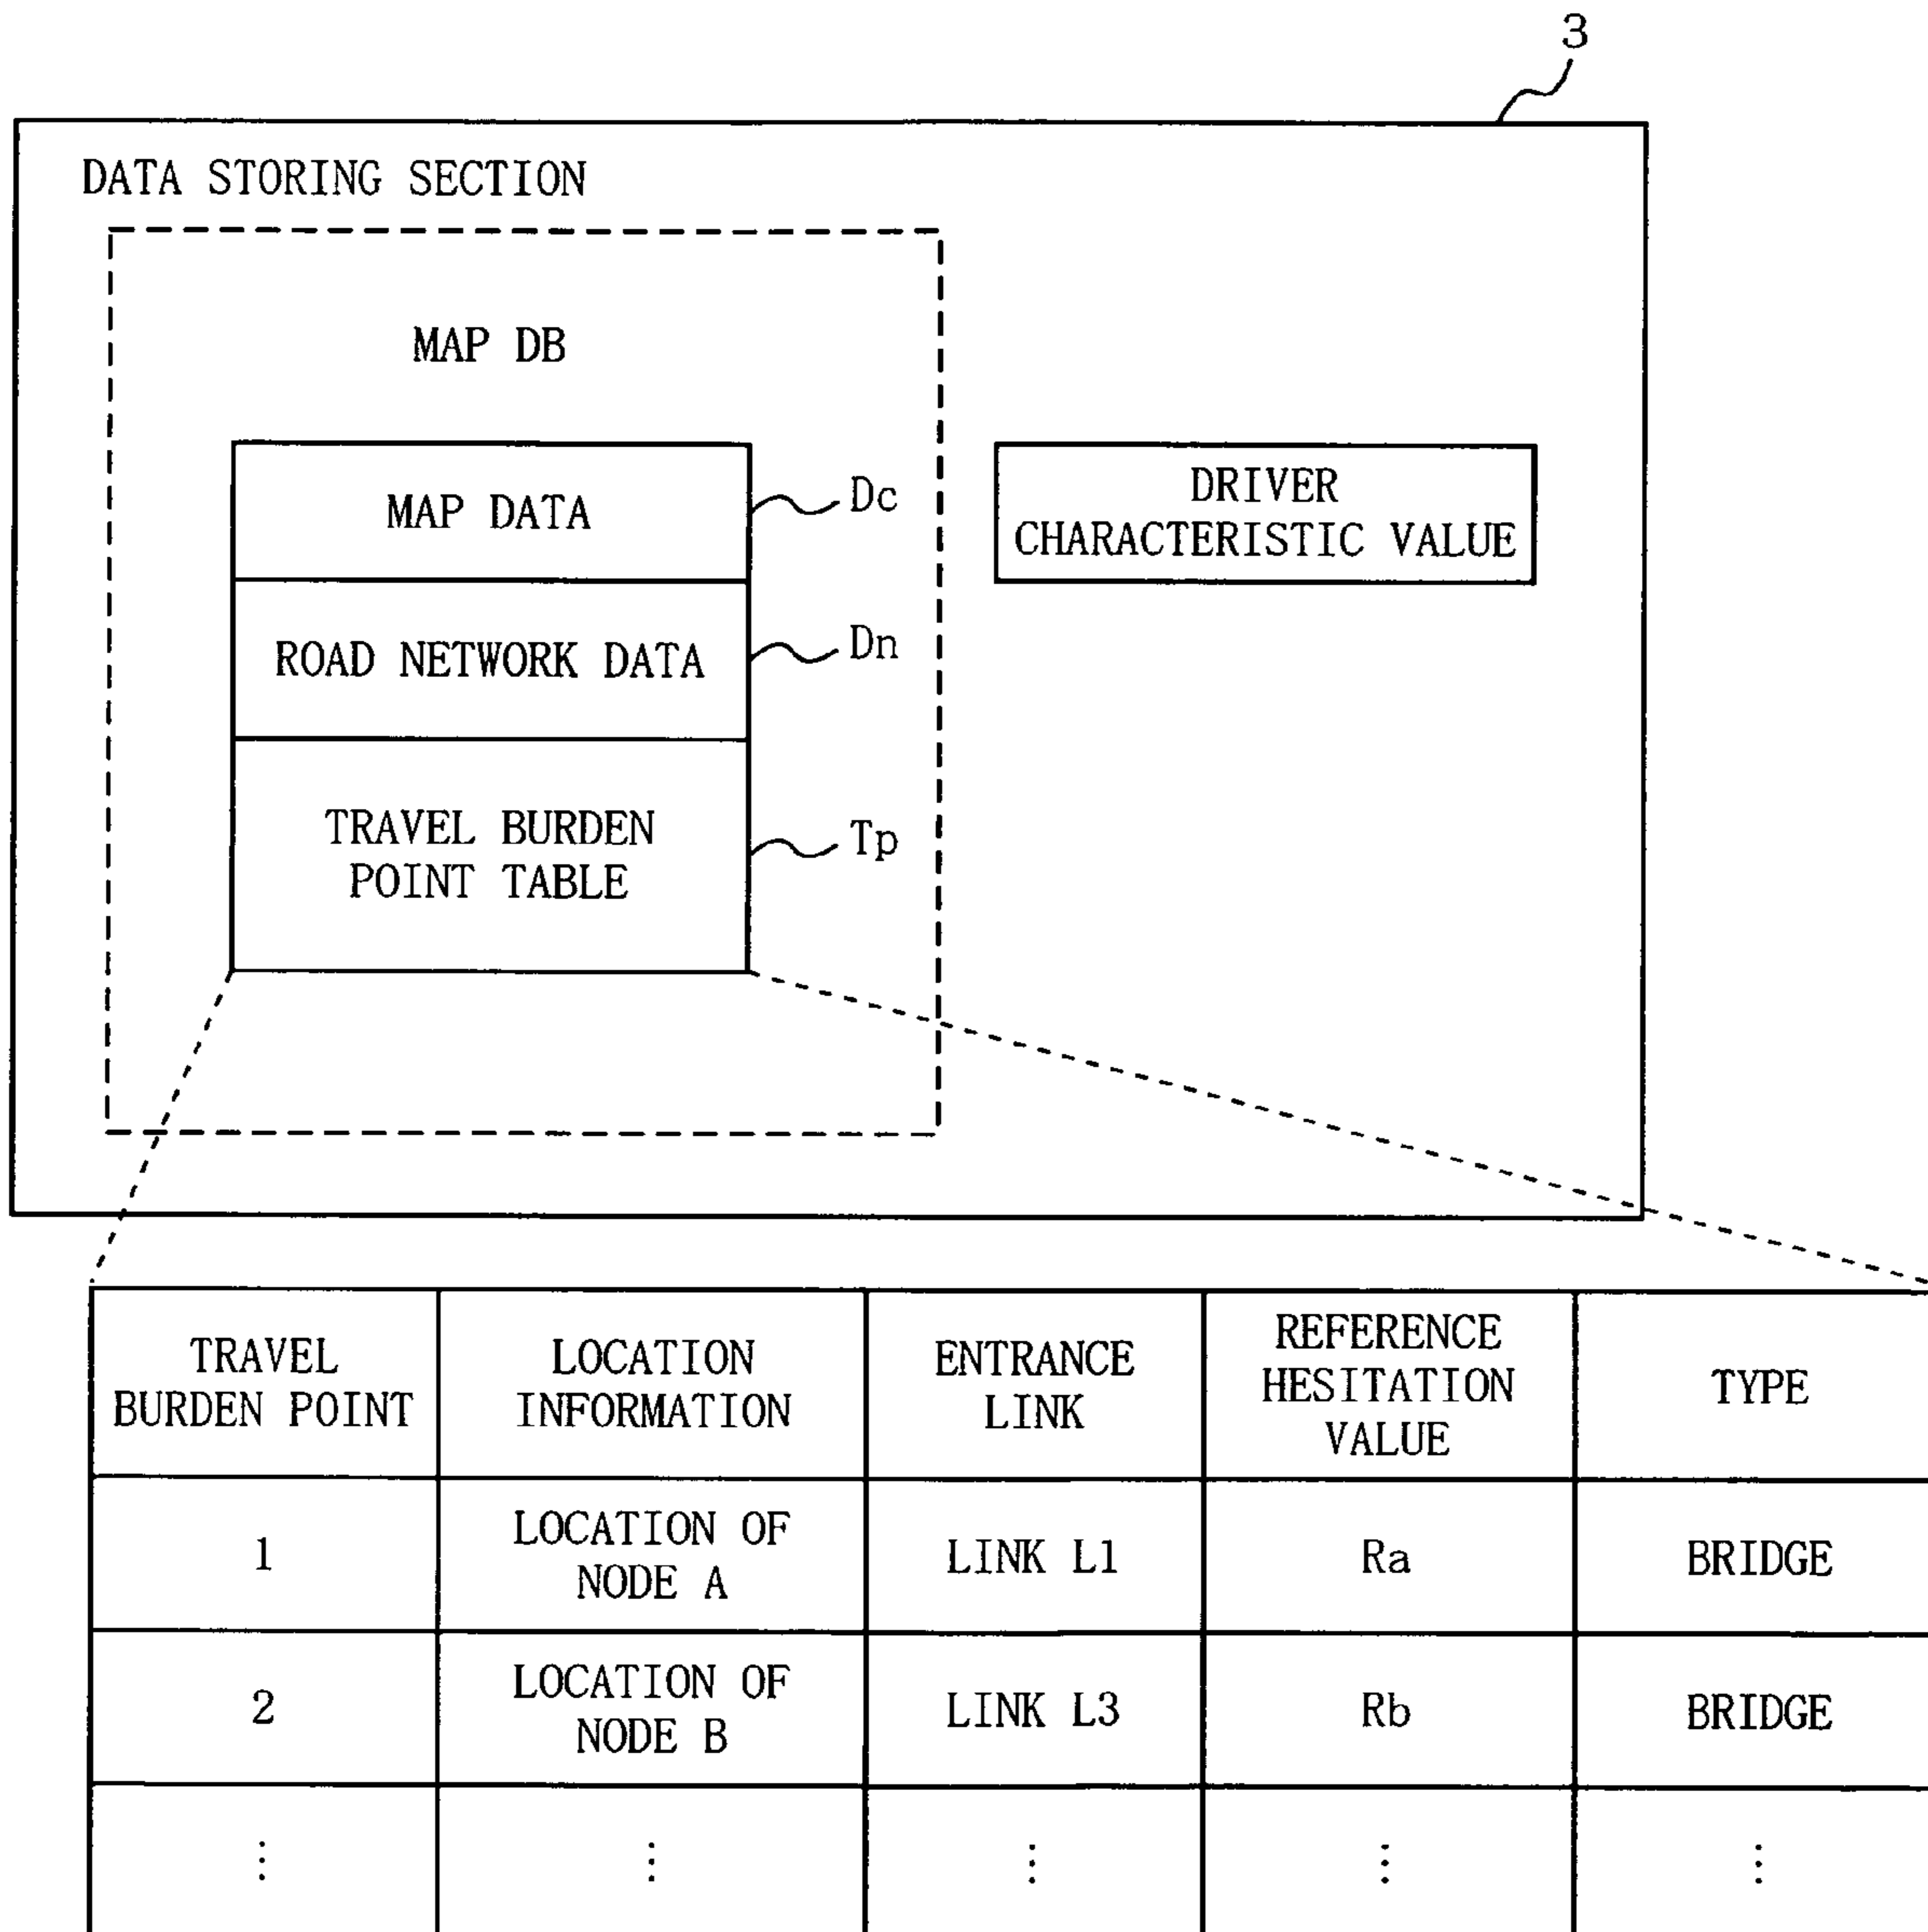 3
DATA STORING SECTION
MAP DB
MAP DATA
Dc
ROAD NETWORK DATA
Dn
TRAVEL BURDEN
POINT TABLE
Tp
DRIVER
CHARACTERISTIC VALUE
TRAVEL
BURDEN POINT
LOCATION
INFORMATION
ENTRANCE
LINK
REFERENCE
HESITATION
VALUE
TYPE
1
LOCATION OF
NODE A
LINK L1
Ra
BRIDGE
2
LOCATION OF
NODE B
LINK L3
Rb
BRIDGE
⋮ ⋮ ⋮ ⋮ ⋮